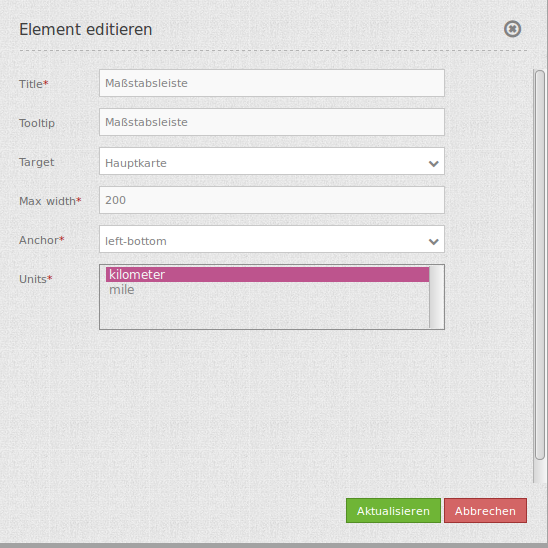 Element editieren
Title* Maßstabsleiste
Tooltip Maßstabsleiste
Target Hauptkarte
Max width* 200
Anchor* left-bottom
Units* kilometer
mile
Aktualisieren Abbrechen